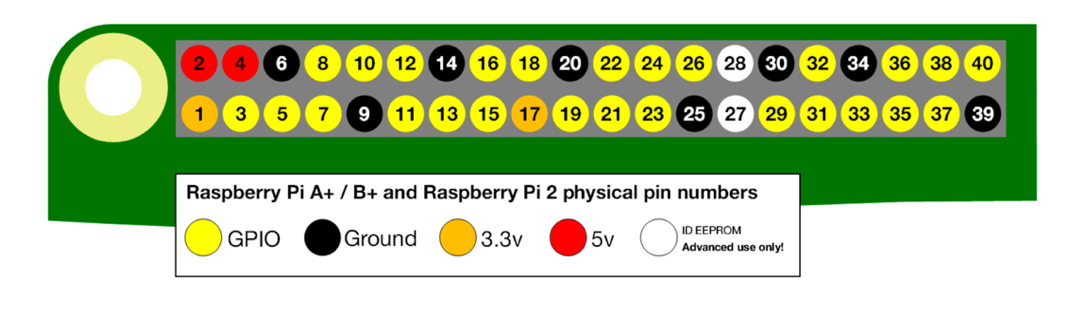 2 4 6 8 10 12 14 16 18 20 22 24 26 28 30 32 34 36 38 40
1 3 5 7 9 11 13 15 17 19 21 23 25 27 29 31 33 35 37 39
Raspberry Pi A+ / B+ and Raspberry Pi 2 physical pin numbers
GPIO Ground 3.3v 5v ID EEPROM
Advanced use only!